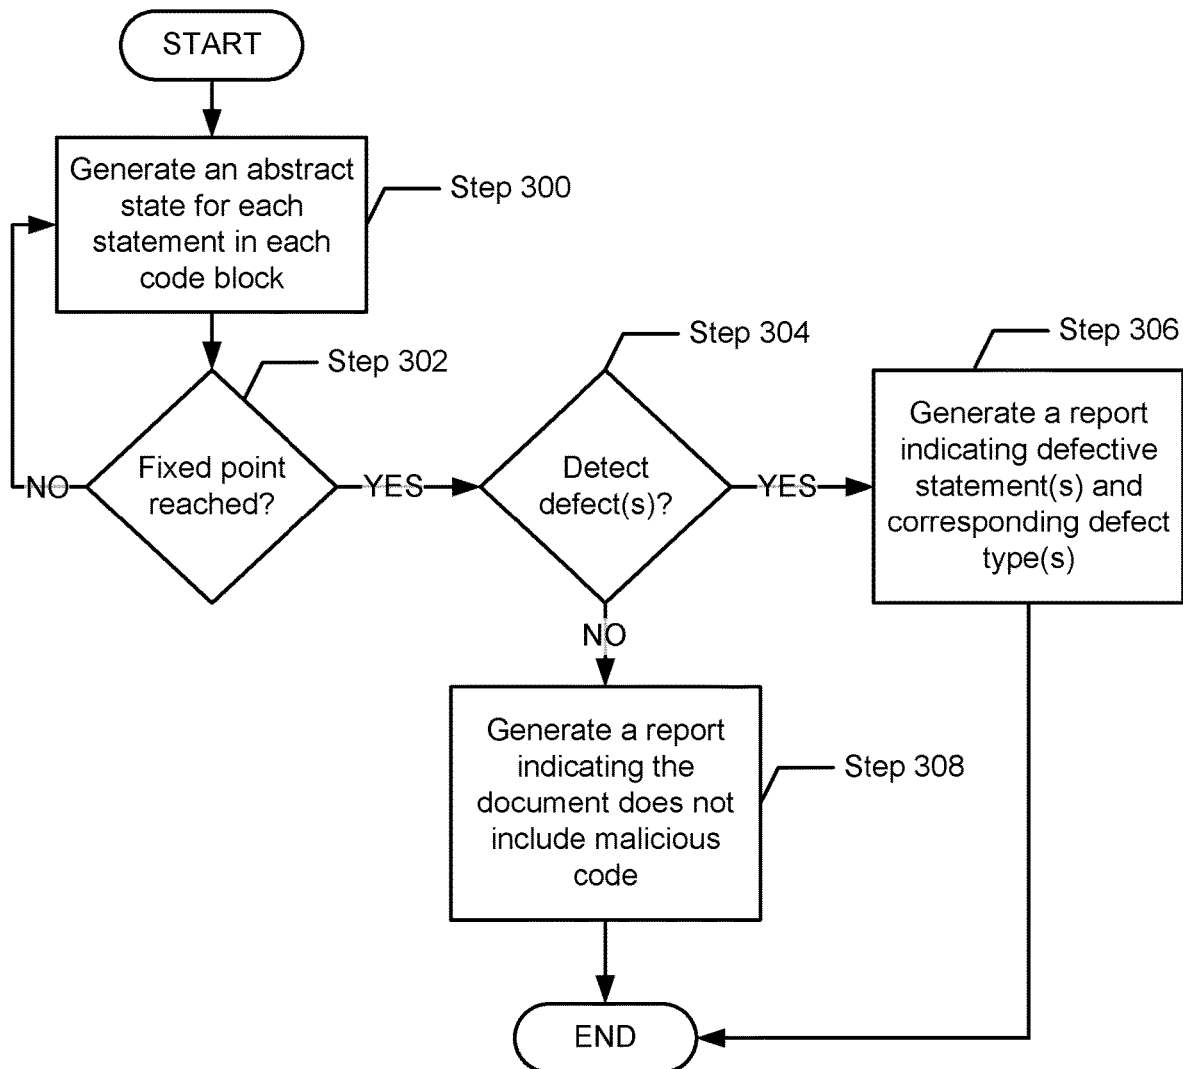 START
Generate an abstract
state for each
statement in each
code block
Step 300
Step 302
Fixed point
reached?
NO
YES
Step 304
Detect
defect(s)?
YES
NO
Step 306
Generate a report
indicating defective
statement(s) and
corresponding defect
type(s)
Generate a report
indicating the
document does not
include malicious
code
Step 308
END